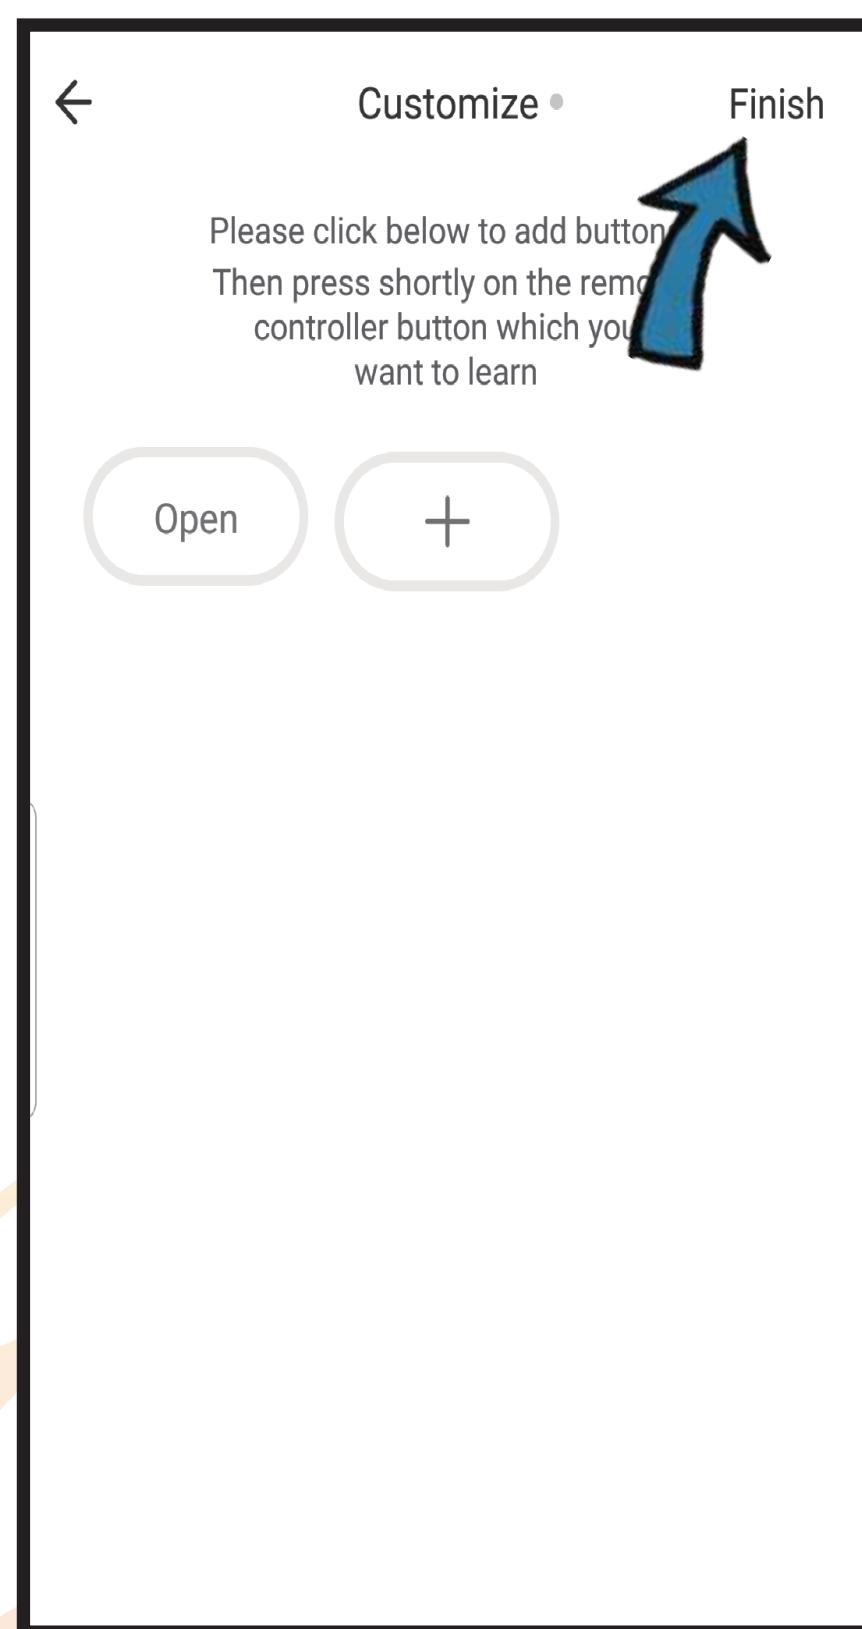 Customize
Finish
Please click below to add button
Then press shortly on the
controller button which you
want to learn
Open
+